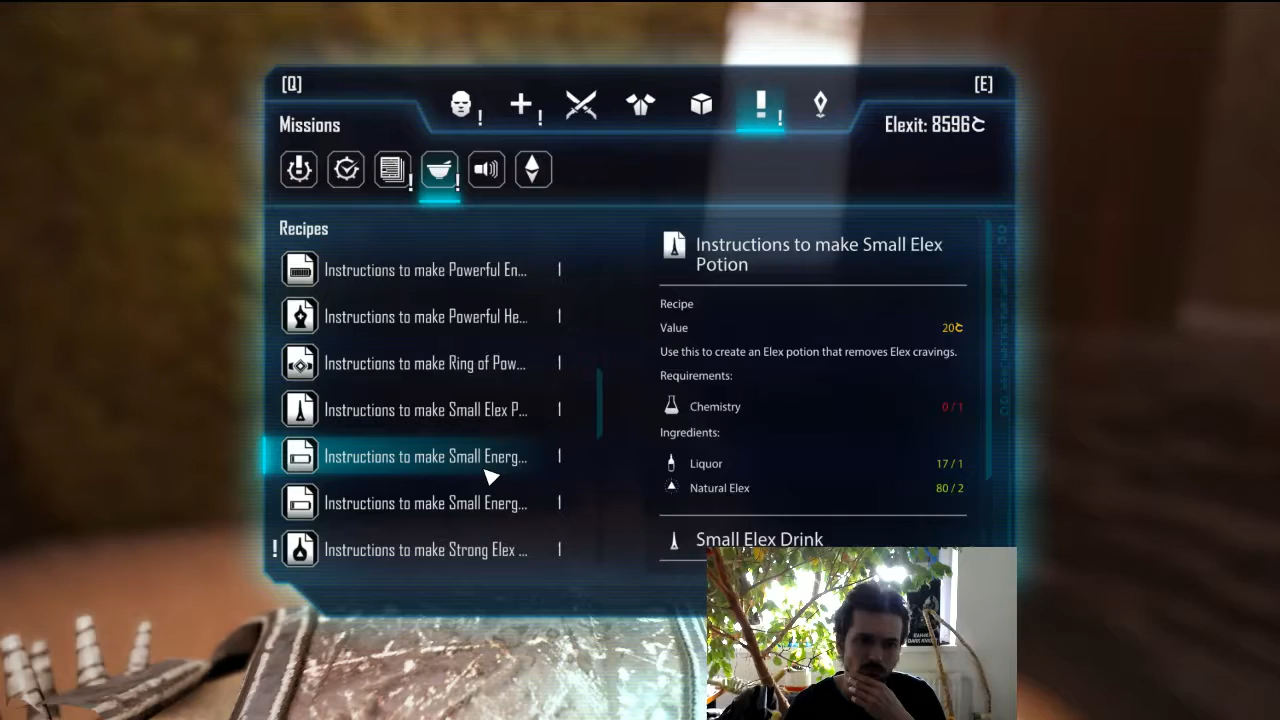 [Q]
[E]
Missions
Elexit: 8596
Recipes
Instructions to make Powerful En...
1
Instructions to make Powerful He...
1
Instructions to make Ring of Pow...
1
Instructions to make Small Elex P...
1
Instructions to make Small Energ...
1
Instructions to make Small Energ...
1
Instructions to make Strong Elex ...
1
Instructions to make Small Elex
Potion
Recipe
Value
20
Use this to create an Elex potion that removes Elex cravings.
Requirements:
Chemistry
0 / 1
Ingredients:
Liquor
17 / 1
Natural Elex
80 / 2
Small Elex Drink